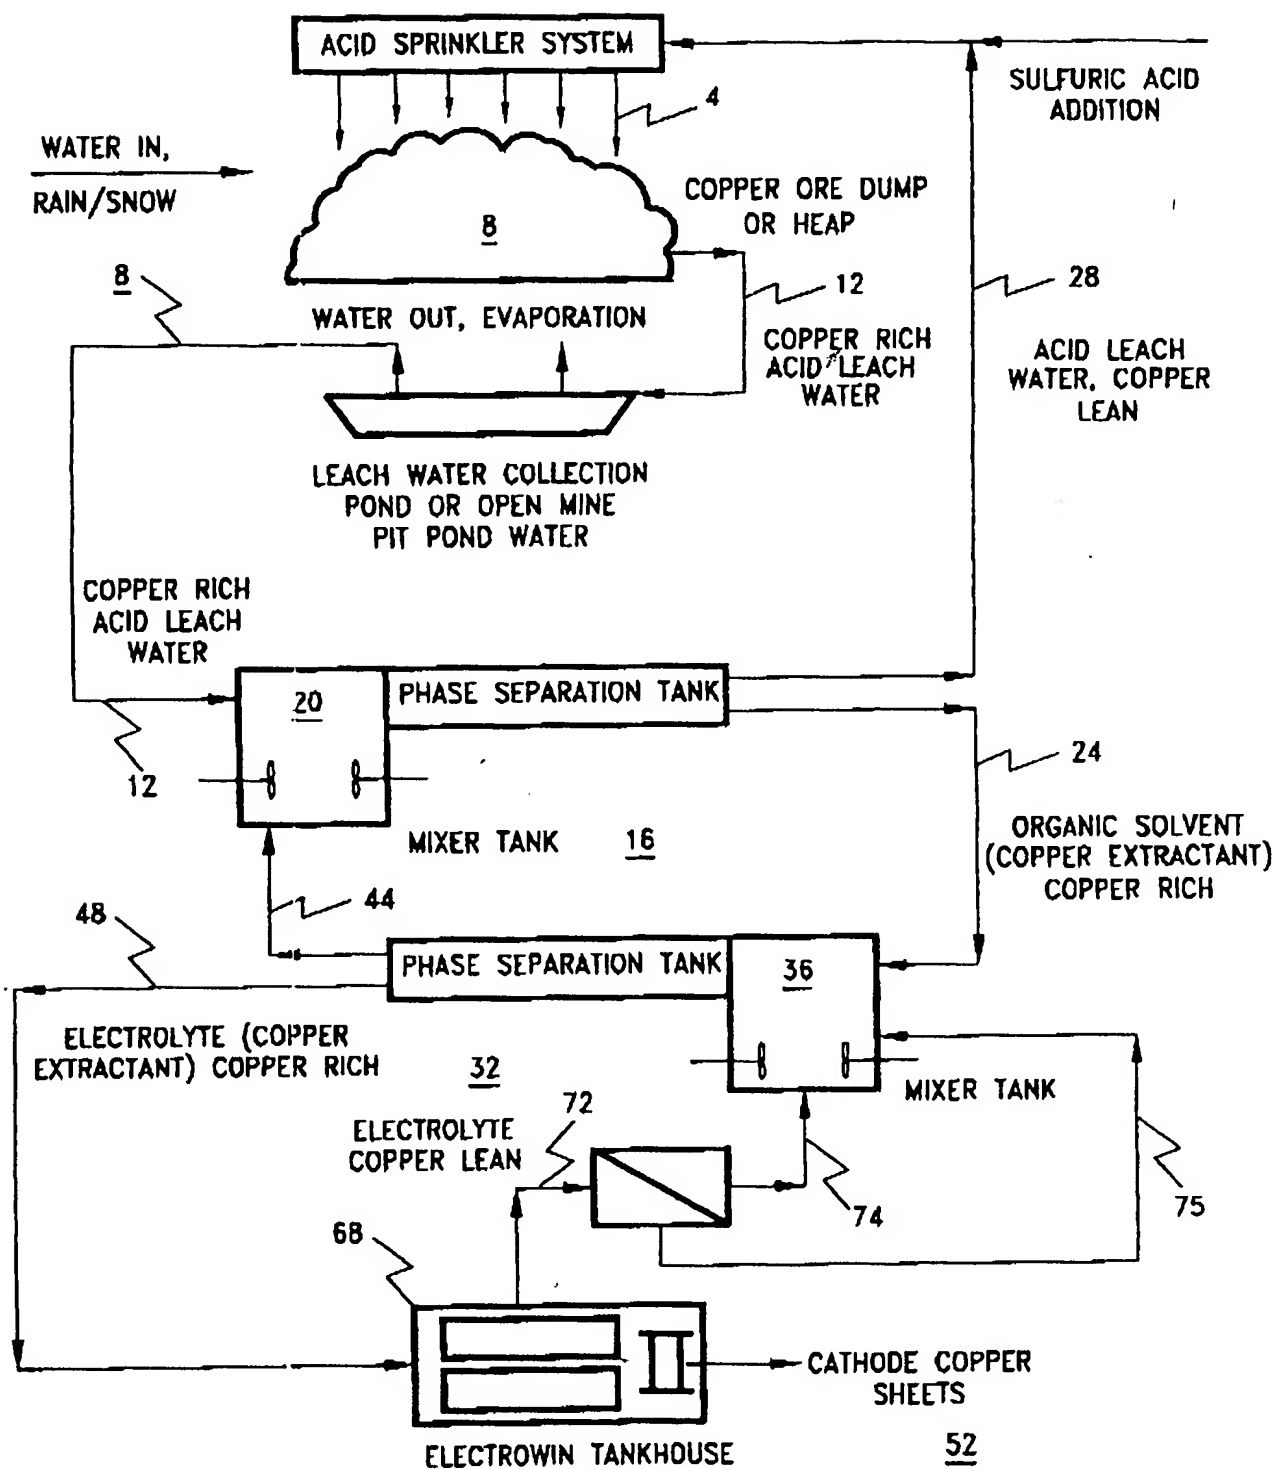 ACID SPRINKLER SYSTEM
SULFURIC ACID
ADDITION
4
WATER IN,
RAIN/SNOW
COPPER ORE DUMP
OR HEAP
8
8
12
28
WATER OUT, EVAPORATION
COPPER RICH
ACID LEACH
WATER
ACID LEACH
WATER, COPPER
LEAN
LEACH WATER COLLECTION
POND OR OPEN MINE
PIT POND WATER
COPPER RICH
ACID LEACH
WATER
20
PHASE SEPARATION TANK
12
24
MIXER TANK
16
ORGANIC SOLVENT
(COPPER EXTRACTANT)
COPPER RICH
44
48
PHASE SEPARATION TANK
36
ELECTROLYTE (COPPER
EXTRACTANT) COPPER RICH
32
MIXER TANK
72
ELECTROLYTE
COPPER LEAN
74
75
68
CATHODE COPPER
SHEETS
ELECTROWIN TANKHOUSE
52